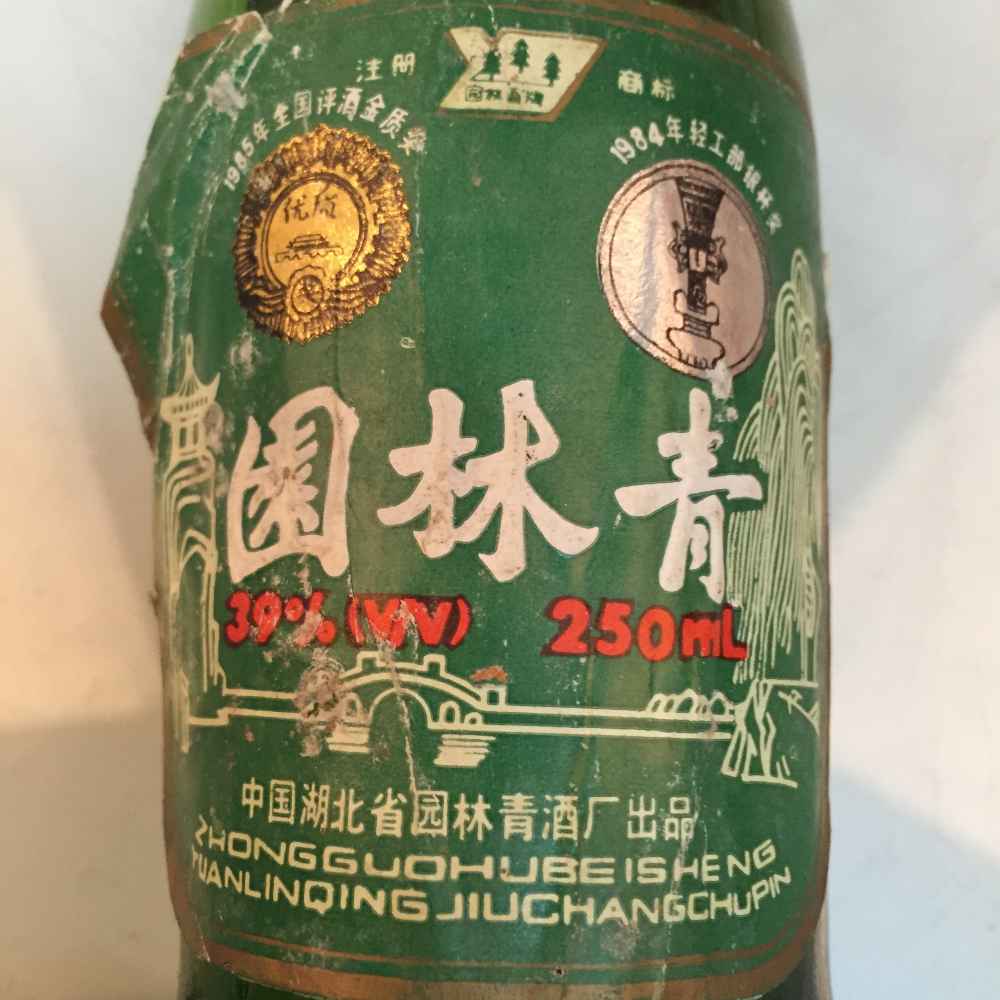 注册 商标
园林青牌
1985年全国评酒金质奖
1984年轻工部银杯奖
优质
園林青
39%(V/V) 250mL
中国湖北省园林青酒厂出品
ZHONGGUOHUBEISHENG
YUANLINQINGJIUCHANGCHUPIN